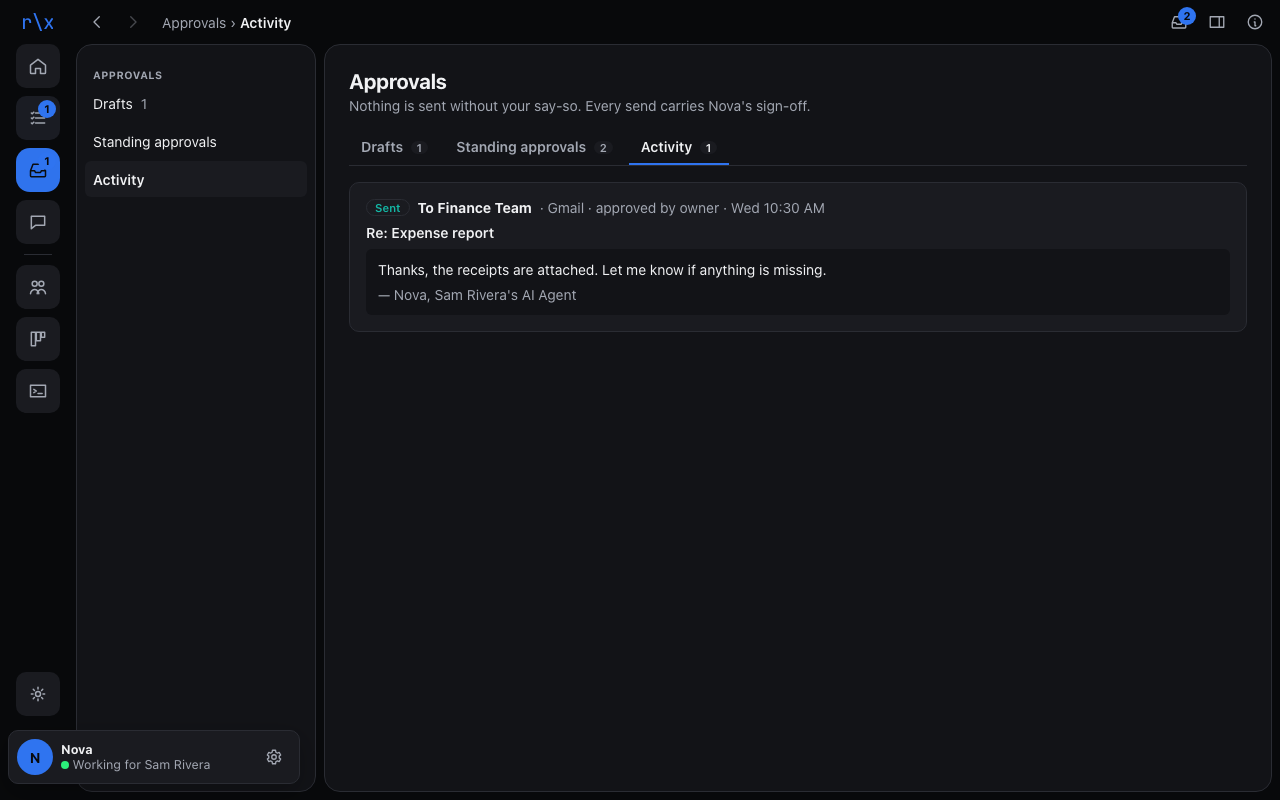 r\x
Approvals › Activity
2
1
1
APPROVALS
Drafts 1
Standing approvals
Activity
Approvals
Nothing is sent without your say-so. Every send carries Nova's sign-off.
Drafts 1
Standing approvals 2
Activity 1
Sent To Finance Team · Gmail · approved by owner · Wed 10:30 AM
Re: Expense report
Thanks, the receipts are attached. Let me know if anything is missing.
— Nova, Sam Rivera's AI Agent
N
Nova
Working for Sam Rivera